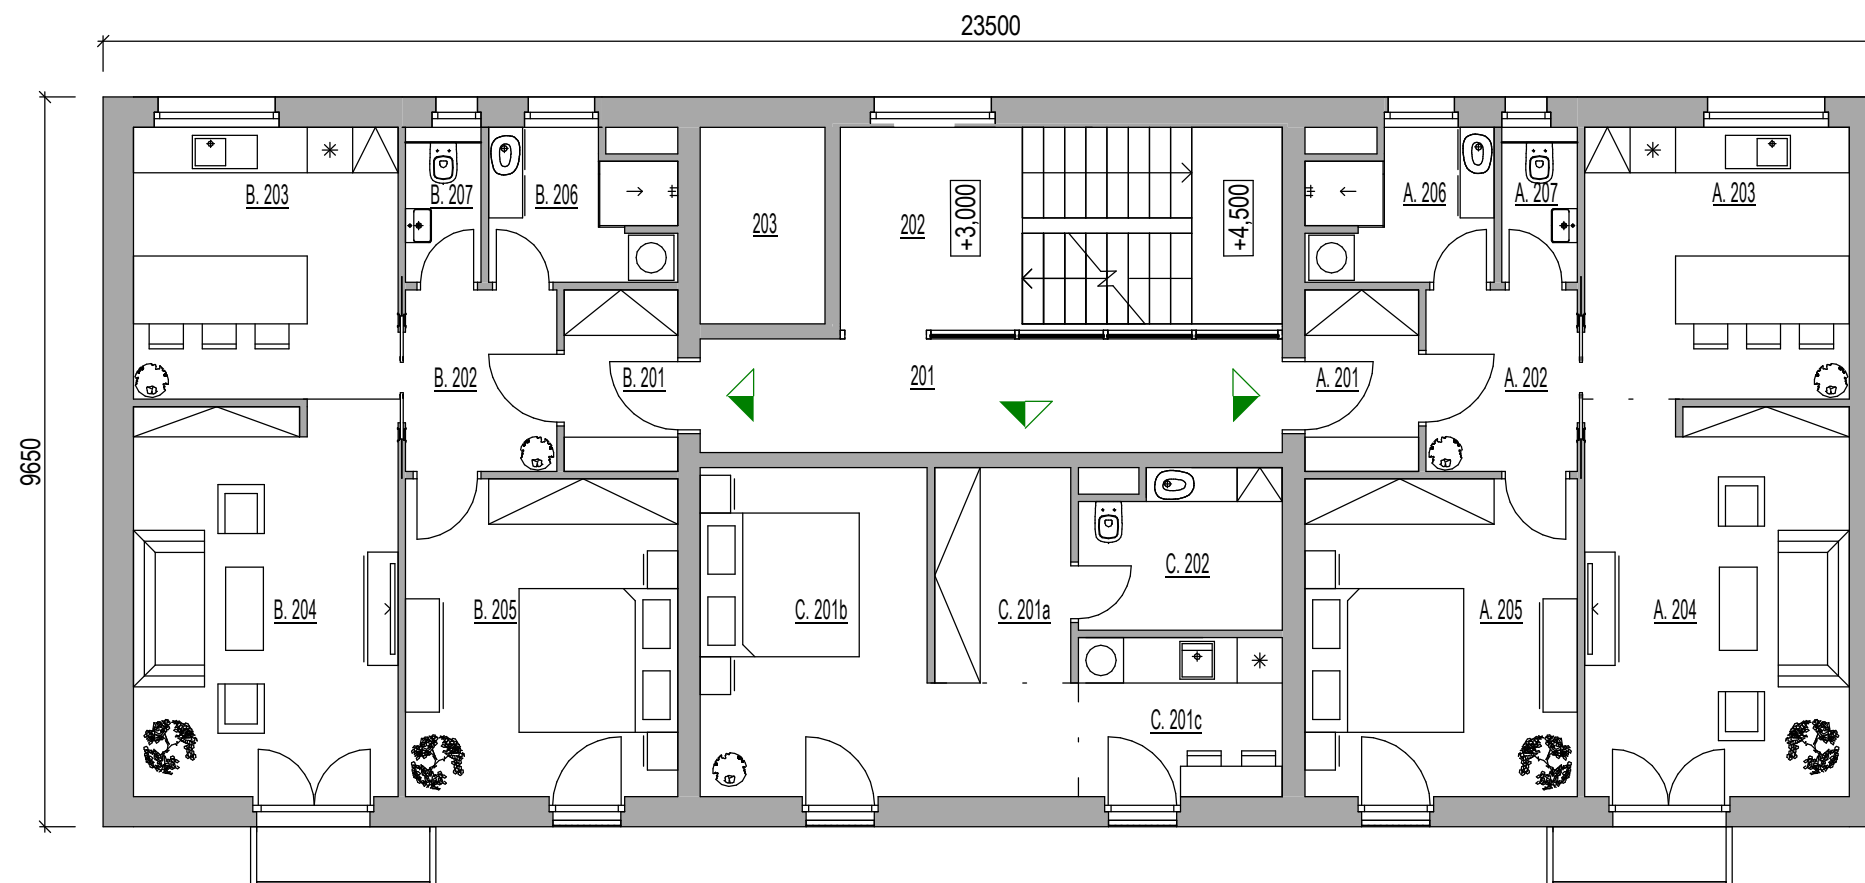 23500
9650
B. 203
B. 207
B. 206
203
202
+3,000
+4,500
A. 206
A. 207
A. 203
B. 202
B. 201
201
A. 201
A. 202
B. 204
B. 205
C. 201b
C. 201a
C. 202
A. 205
A. 204
C. 201c